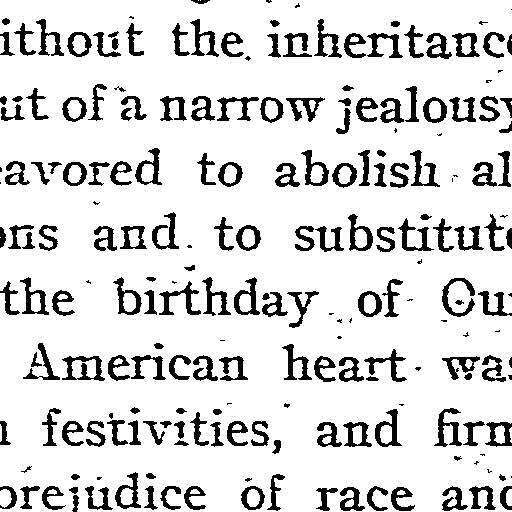 ithout the inheritance
ut of a narrow jealousy
eavored to abolish al
ons and to substitute
the birthday of Ou
American heart was
festivities, and firm
prejudice of race and